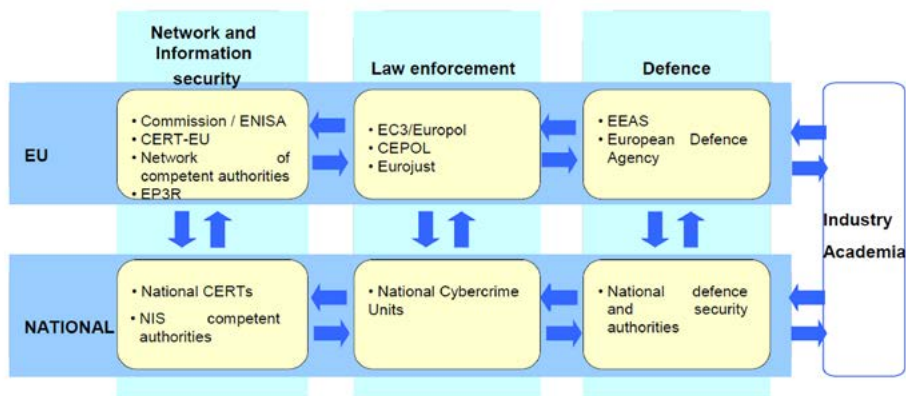 Network and
Information
security
Law enforcement
Defence
EU
• Commission / ENISA
• CERT-EU
• Network of
competent authorities
• EP3R
• EC3/Europol
• CEPOL
• Eurojust
• EEAS
• European Defence
Agency
Industry
Academia
NATIONAL
• National CERTs
• NIS competent
authorities
• National Cybercrime
Units
• National defence
and security
authorities